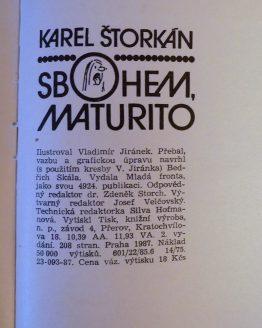 KAREL ŠTORKÁN
SBOHEM,
MATURITO
Ilustroval Vladimír Jiránek. Přebal,
vazbu a grafickou úpravu navrhl
(s použitím kresby V. Jiránka) Bed-
řich Skála. Vydala Mladá fronta,
jako svou 4924. publikaci. Odpověd-
ný redaktor dr. Zdeněk Storch. Vý-
tvarný redaktor Josef Velčovský.
Technická redaktorka Silva Hofma-
nová. Vytiskl Tisk, knižní výroba,
n. p., závod 4, Přerov, Kratochvílo-
va 18. 10,39 AA. 11,93 VA. 2. vy-
dání. 208 stran. Praha 1987. Náklad
50 000 výtisků. 601/22/85.6 14/75.
23-093-87. Cena váz. výtisku 18 Kčs